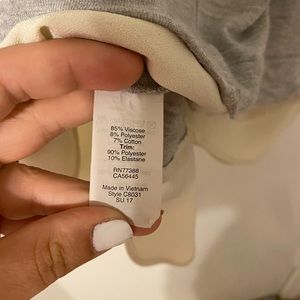 85% Viscose
8% Polyester
7% Cotton
Trim:
90% Polyester
10% Elastane
RN77388
CA56445
Made in Vietnam
Style C8031
SU 17